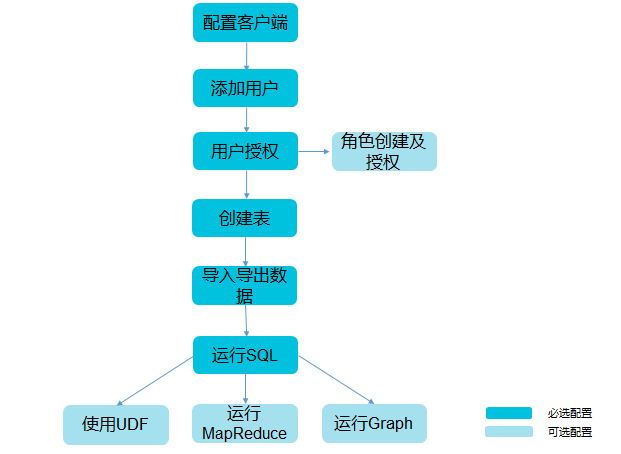 配置客户端
添加用户
用户授权
角色创建及
授权
创建表
导入导出数
据
运行SQL
使用UDF
运行
MapReduce
运行Graph
必选配置
可选配置